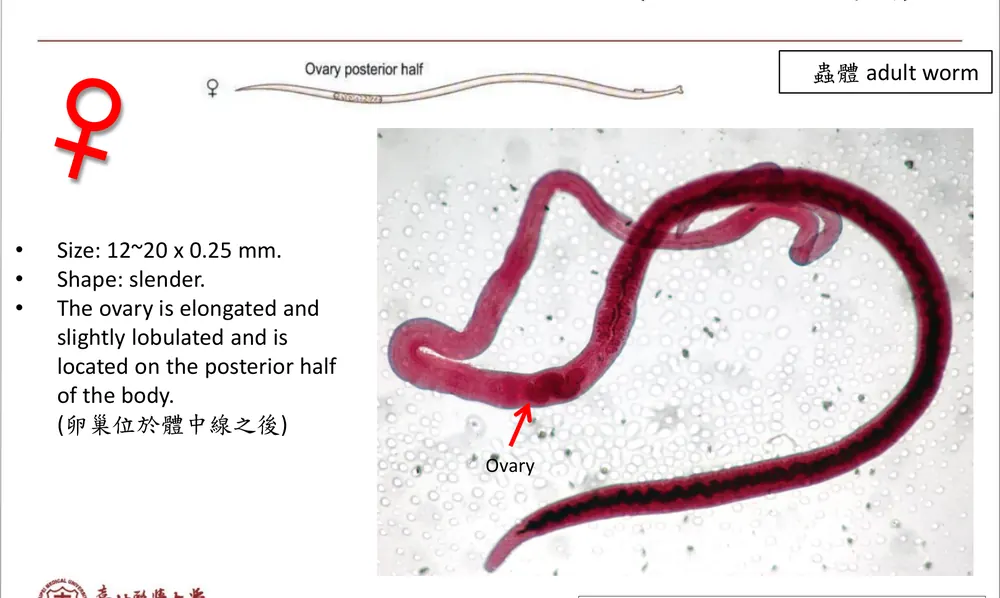 Ovary posterior half
♀
蟲體 adult worm
• Size: 12~20 x 0.25 mm.
• Shape: slender.
• The ovary is elongated and
slightly lobulated and is
located on the posterior half
of the body.
(卵巢位於體中線之後)
Ovary